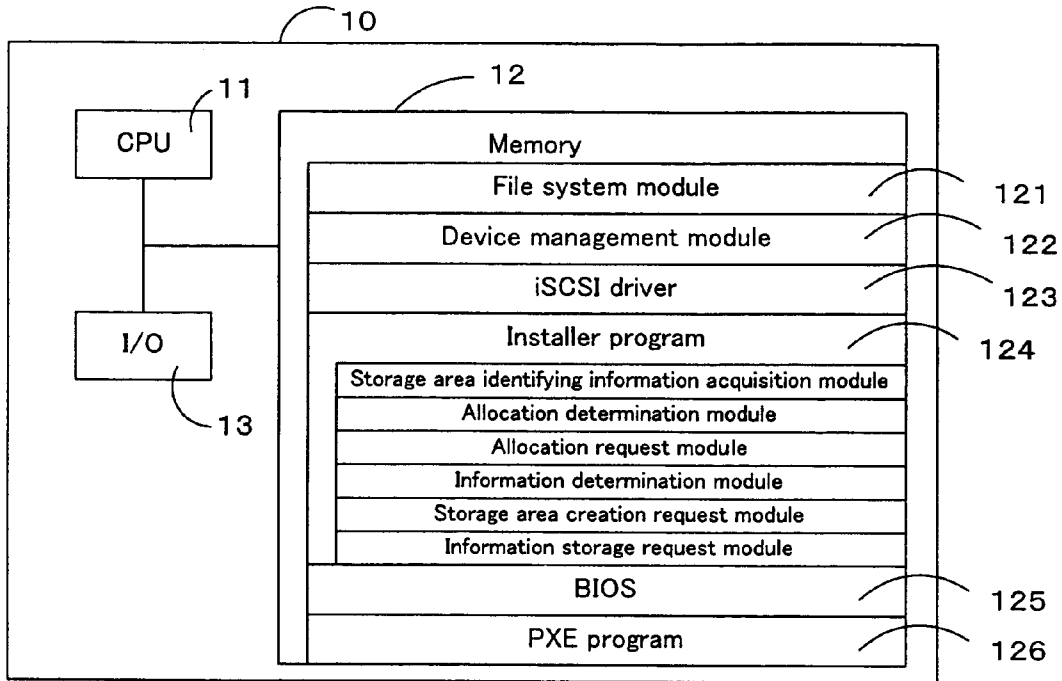 10
11
12
CPU
Memory
File system module
121
Device management module
122
iSCSI driver
123
I/O
Installer program
124
Storage area identifying information acquisition module
Allocation determination module
13
Allocation request module
Information determination module
Storage area creation request module
Information storage request module
BIOS
125
PXE program
126